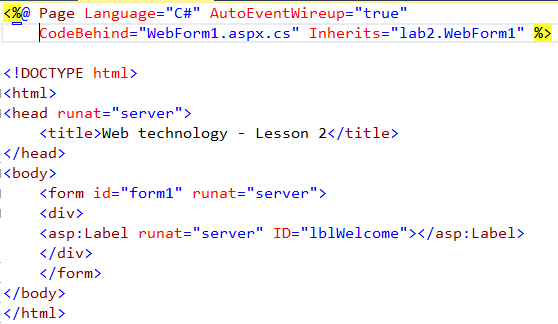 <%@ Page Language="C#" AutoEventWireup="true"
CodeBehind="WebForm1.aspx.cs" Inherits="lab2.WebForm1" %>
<!DOCTYPE html>
<html>
<head runat="server">
<title>Web technology - Lesson 2</title>
</head>
<body>
<form id="form1" runat="server">
<div>
<asp:Label runat="server" ID="lblWelcome"></asp:Label>
</div>
</form>
</body>
</html>